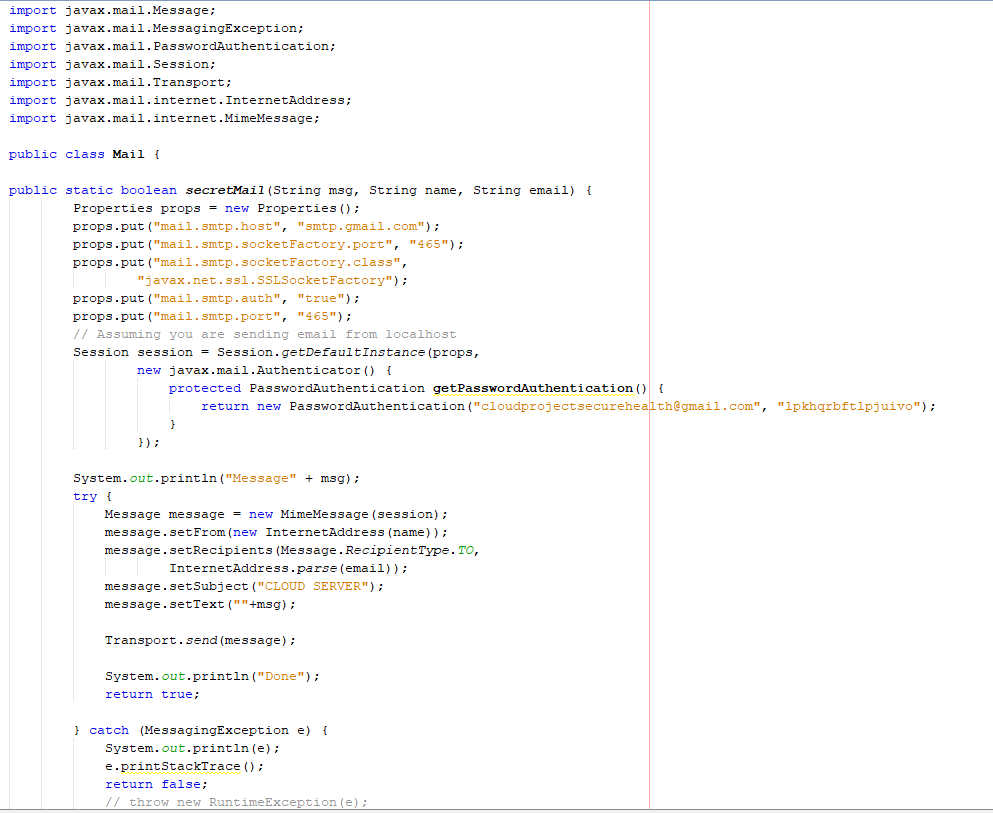 import javax.mail.Message;
import javax.mail.MessagingException;
import javax.mail.PasswordAuthentication;
import javax.mail.Session;
import javax.mail.Transport;
import javax.mail.internet.InternetAddress;
import javax.mail.internet.MimeMessage;
public class Mail {
public static boolean secretMail(String msg, String name, String email) {
Properties props = new Properties();
props.put("mail.smtp.host", "smtp.gmail.com");
props.put("mail.smtp.socketFactory.port", "465");
props.put("mail.smtp.socketFactory.class",
"javax.net.ssl.SSLSocketFactory");
props.put("mail.smtp.auth", "true");
props.put("mail.smtp.port", "465");
// Assuming you are sending email from localhost
Session session = Session.getDefaultInstance(props,
new javax.mail.Authenticator() {
protected PasswordAuthentication getPasswordAuthentication() {
return new PasswordAuthentication("cloudprojectsecurehealth@gmail.com", "lpkhqrbftlpjuivo");
}
});
System.out.println("Message" + msg);
try {
Message message = new MimeMessage(session);
message.setFrom(new InternetAddress(name));
message.setRecipients(Message.RecipientType.TO,
InternetAddress.parse(email));
message.setSubject("CLOUD SERVER");
message.setText(""+msg);
Transport.send(message);
System.out.println("Done");
return true;
} catch (MessagingException e) {
System.out.println(e);
e.printStackTrace();
return false;
// throw new RuntimeException(e);